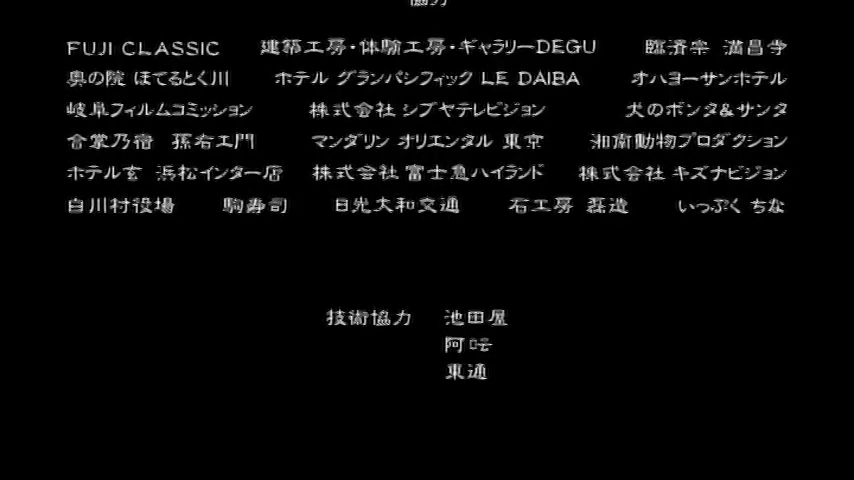 協力
FUJI CLASSIC 建築工房・体験工房・ギャラリーDEGU 臨済宗 満昌寺
奥の院 ほてるとく川 ホテル グランパシフィック LE DAIBA オハヨーサンホテル
岐阜フィルムコミッション 株式会社 シブヤテレビジョン 犬のボンタ&サンタ
合掌乃宿 孫右エ門 マンダリン オリエンタル 東京 湘南動物プロダクション
ホテル玄 浜松インター店 株式会社 富士急ハイランド 株式会社 キズナビジョン
白川村役場 駒寿司 日光大和交通 石工房 磊造 いっぷく ちな
技術協力 池田屋
阿吽
東通